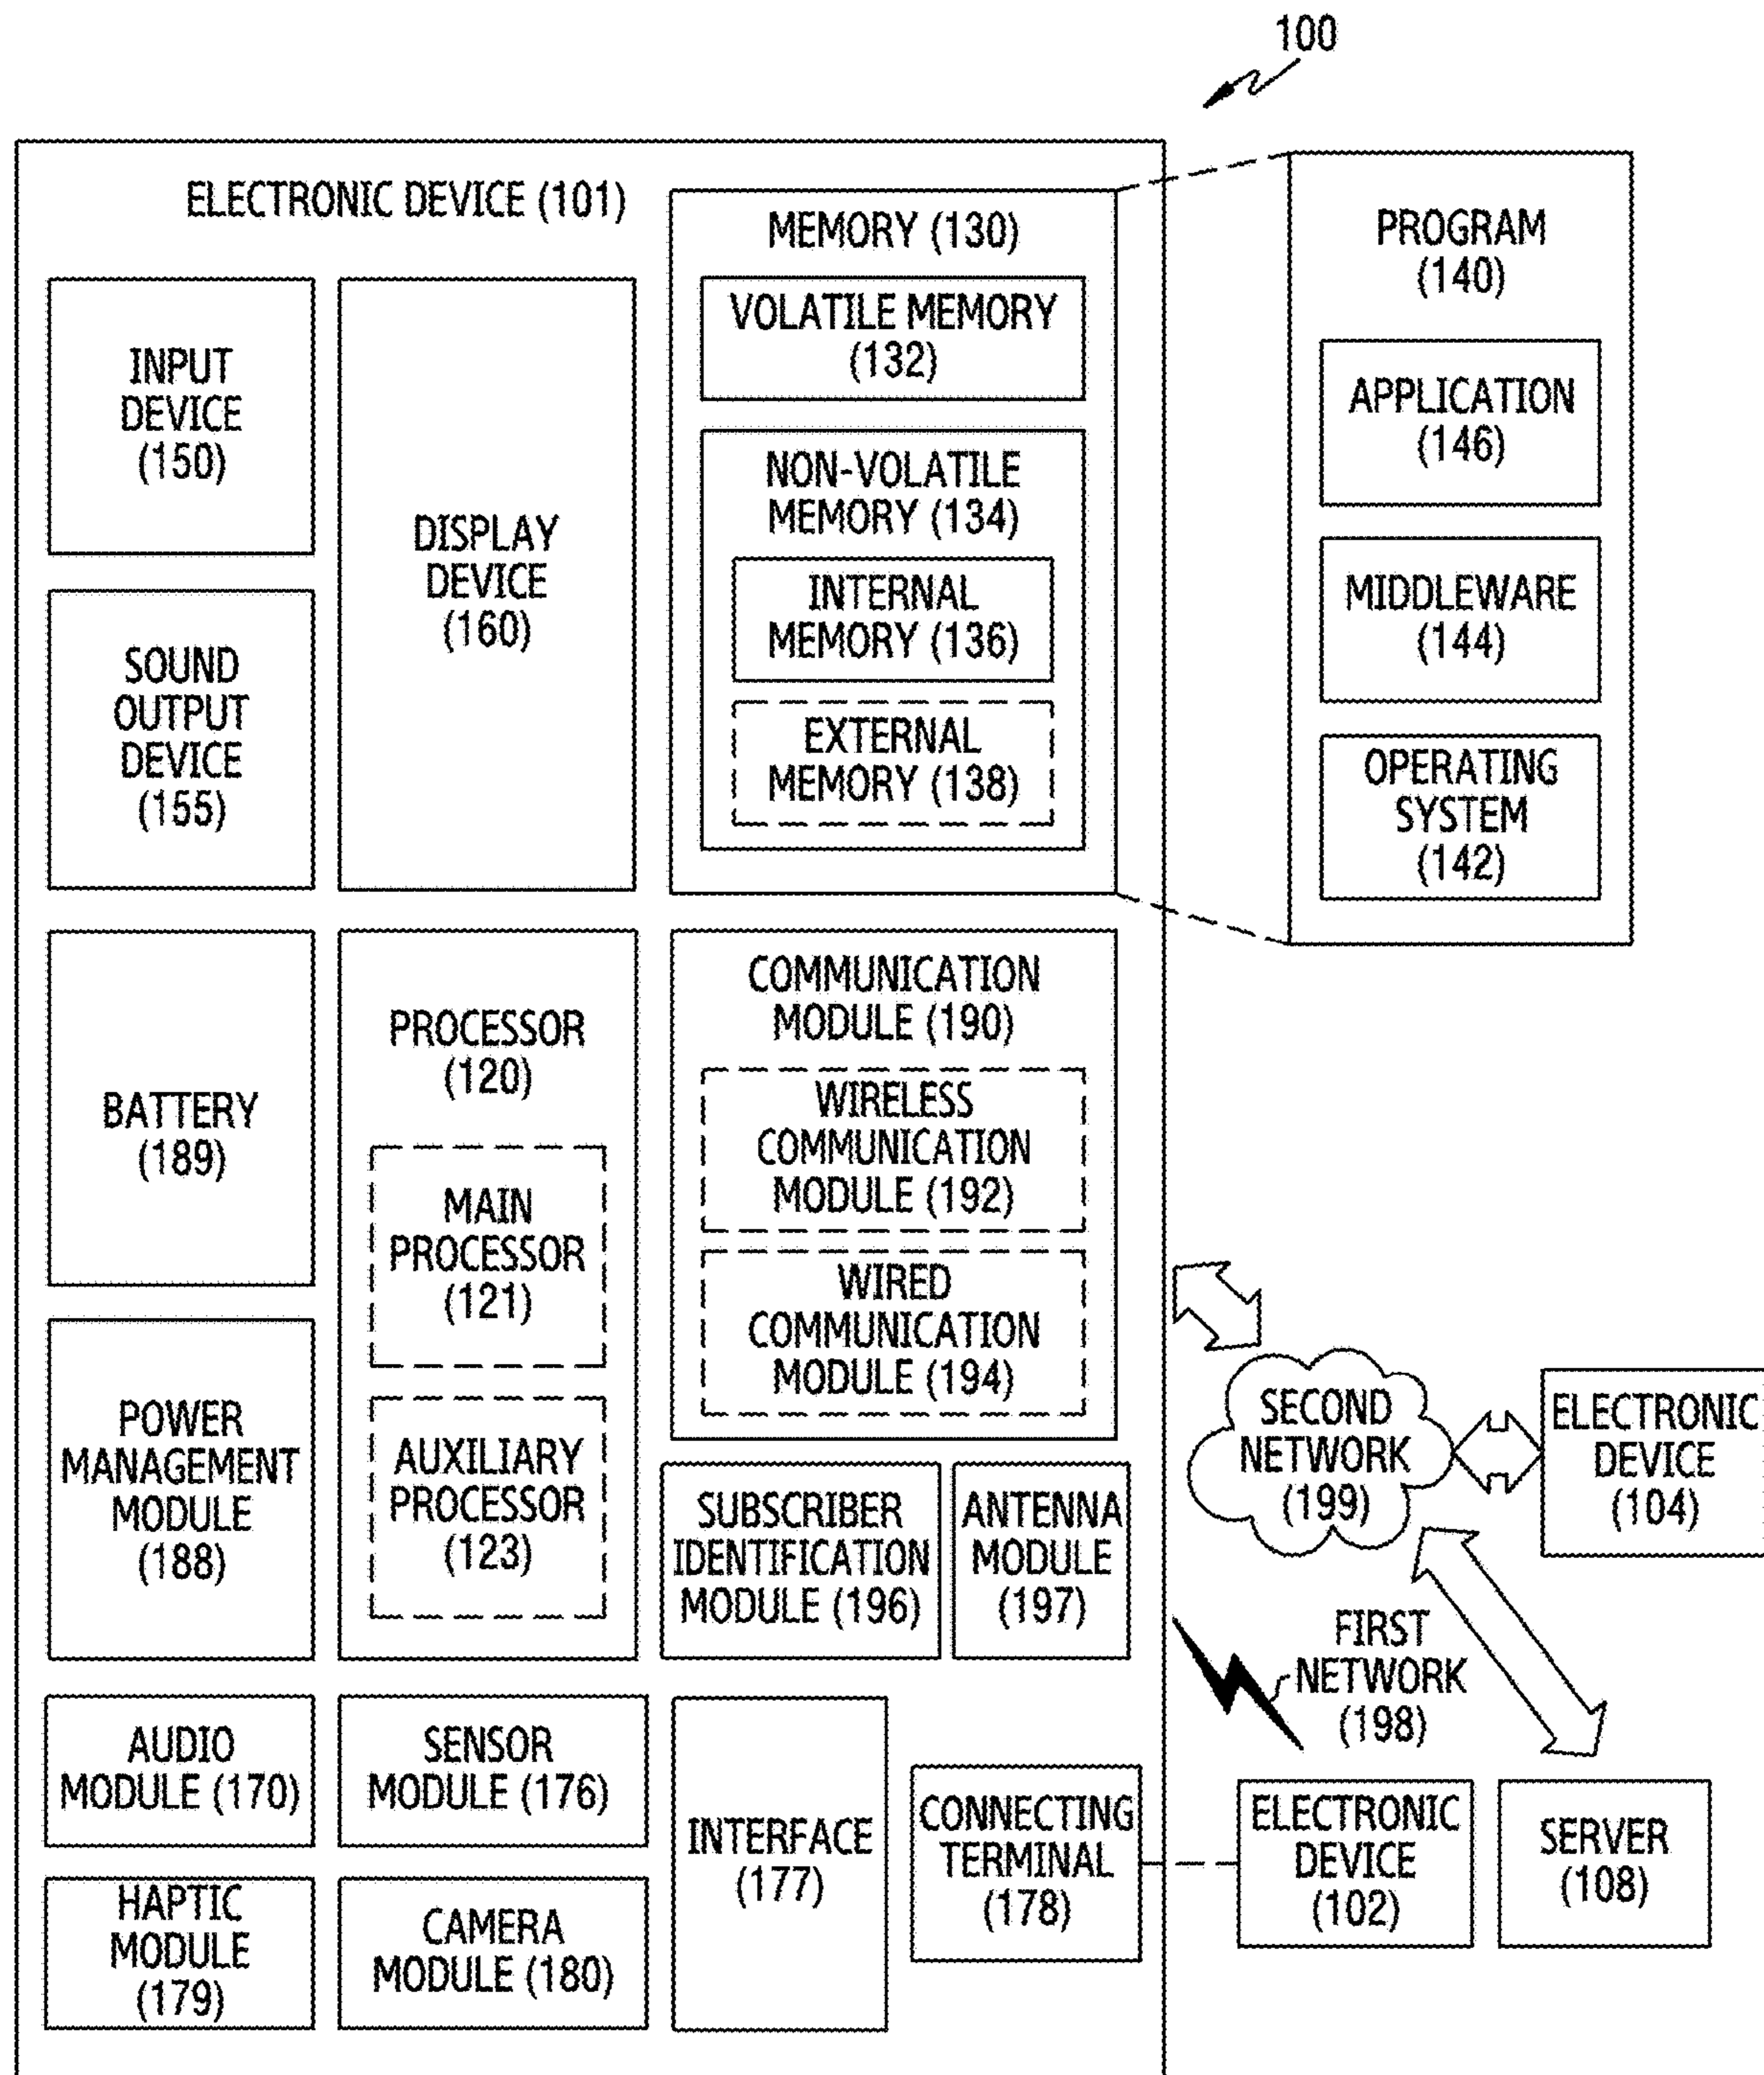 100
ELECTRONIC DEVICE (101)
INPUT
DEVICE
(150)
SOUND
OUTPUT
DEVICE
(155)
DISPLAY
DEVICE
(160)
MEMORY (130)
VOLATILE MEMORY
(132)
NON-VOLATILE
MEMORY (134)
INTERNAL
MEMORY (136)
EXTERNAL
MEMORY (138)
PROGRAM
(140)
APPLICATION
(146)
MIDDLEWARE
(144)
OPERATING
SYSTEM
(142)
BATTERY
(189)
POWER
MANAGEMENT
MODULE
(188)
PROCESSOR
(120)
MAIN
PROCESSOR
(121)
AUXILIARY
PROCESSOR
(123)
COMMUNICATION
MODULE (190)
WIRELESS
COMMUNICATION
MODULE (192)
WIRED
COMMUNICATION
MODULE (194)
SUBSCRIBER
IDENTIFICATION
MODULE (196)
ANTENNA
MODULE
(197)
SECOND
NETWORK
(199)
ELECTRONIC
DEVICE
(104)
FIRST
NETWORK
(198)
AUDIO
MODULE (170)
SENSOR
MODULE (176)
HAPTIC
MODULE
(179)
CAMERA
MODULE (180)
INTERFACE
(177)
CONNECTING
TERMINAL
(178)
ELECTRONIC
DEVICE
(102)
SERVER
(108)